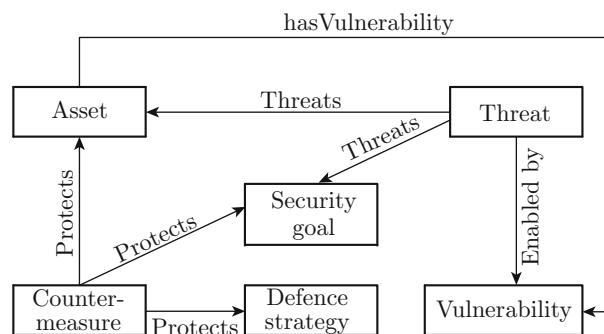 hasVulnerability
Asset
Threats
Threat
Threats
Protects
Protects
Security
goal
Enabled by
Counter-
measure
Protects
Defence
strategy
Vulnerability